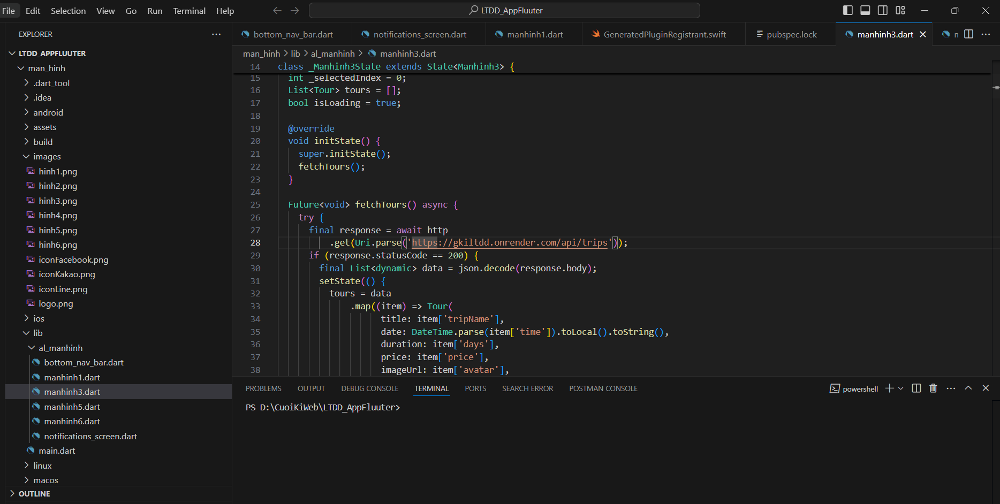 File Edit Selection View Go Run Terminal Help
LTDD_AppFluuter
EXPLORER
LTDD_APPFLUUTER
man_hinh
.dart_tool
.idea
android
assets
build
images
hinh1.png
hinh2.png
hinh3.png
hinh4.png
hinh5.png
hinh6.png
iconFacebook.png
iconKakao.png
iconLine.png
logo.png
ios
lib
al_manhinh
bottom_nav_bar.dart
manhinh1.dart
manhinh3.dart
manhinh5.dart
manhinh6.dart
notifications_screen.dart
main.dart
linux
macos
OUTLINE
bottom_nav_bar.dart notifications_screen.dart manhinh1.dart GeneratedPluginRegistrant.swift pubspec.lock manhinh3.dart n
man_hinh > lib > al_manhinh > manhinh3.dart
14 class _Manhinh3State extends State<Manhinh3> {
15 int _selectedIndex = 0;
16 List<Tour> tours = [];
17 bool isLoading = true;
18
19 @override
20 void initState() {
21 super.initState();
22 fetchTours();
23 }
24
25 Future<void> fetchTours() async {
26 try {
27 final response = await http
28 .get(Uri.parse('https://gkiltdd.onrender.com/api/trips'));
29 if (response.statusCode == 200) {
30 final List<dynamic> data = json.decode(response.body);
31 setState(() {
32 tours = data
33 .map((item) => Tour(
34 title: item['tripName'],
35 date: DateTime.parse(item['time']).toLocal().toString(),
36 duration: item['days'],
37 price: item['price'],
38 imageUrl: item['avatar'],
PROBLEMS OUTPUT DEBUG CONSOLE TERMINAL PORTS SEARCH ERROR POSTMAN CONSOLE
powershell
PS D:\CuoiKiWeb\LTDD_AppFluuter>